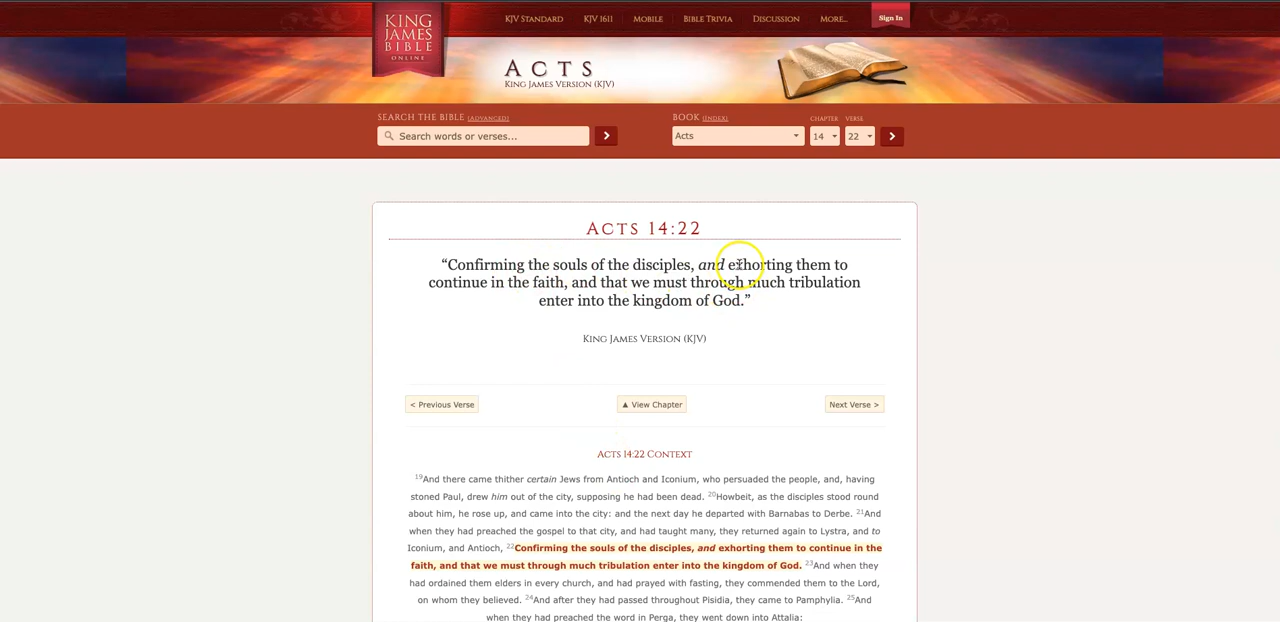 KING
JAMES
BIBLE
ONLINE
KJV STANDARD KJV 1611 MOBILE BIBLE TRIVIA DISCUSSION MORE... Sign In
ACTS
KING JAMES VERSION (KJV)
SEARCH THE BIBLE (ADVANCED) BOOK (INDEX) CHAPTER VERSE
Search words or verses... Acts 14 22
ACTS 14:22
“Confirming the souls of the disciples, and exhorting them to
continue in the faith, and that we must through much tribulation
enter into the kingdom of God.”
KING JAMES VERSION (KJV)
< Previous Verse ▲ View Chapter Next Verse >
ACTS 14:22 CONTEXT
19And there came thither certain Jews from Antioch and Iconium, who persuaded the people, and, having
stoned Paul, drew him out of the city, supposing he had been dead. 20Howbeit, as the disciples stood round
about him, he rose up, and came into the city: and the next day he departed with Barnabas to Derbe. 21And
when they had preached the gospel to that city, and had taught many, they returned again to Lystra, and to
Iconium, and Antioch, 22Confirming the souls of the disciples, and exhorting them to continue in the
faith, and that we must through much tribulation enter into the kingdom of God. 23And when they
had ordained them elders in every church, and had prayed with fasting, they commended them to the Lord,
on whom they believed. 24And after they had passed throughout Pisidia, they came to Pamphylia. 25And
when they had preached the word in Perga, they went down into Attalia: